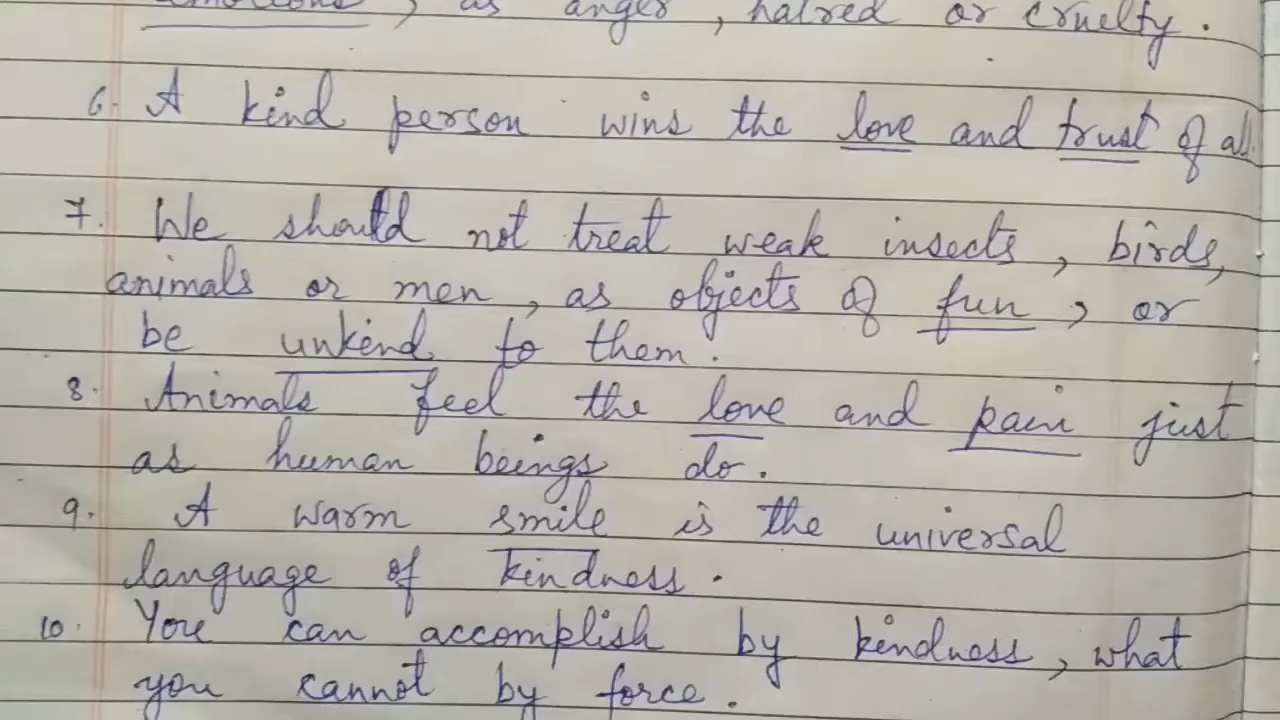 emotions, as anger, hatred or cruelty.
6. A kind person wins the love and trust of all.
7. We should not treat weak insects, birds,
animals or men, as objects of fun, or
be unkind to them.
8. Animals feel the love and pain just
as human beings do.
9. A warm smile is the universal
language of kindness.
10. You can accomplish by kindness, what
you cannot by force.